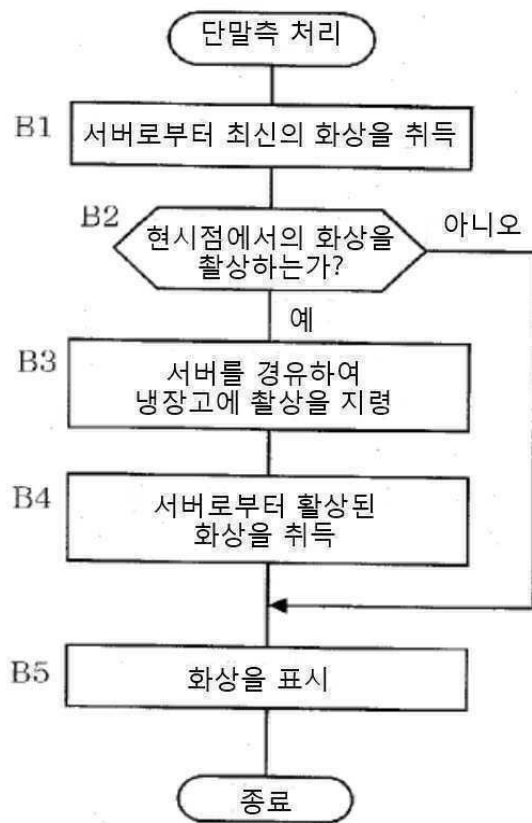 단말측 처리
B1
서버로부터 최신의 화상을 취득
B2
현시점에서의 화상을
촬상하는가?
아니오
예
B3
서버를 경유하여
냉장고에 촬상을 지령
B4
서버로부터 활상된
화상을 취득
B5
화상을 표시
종료